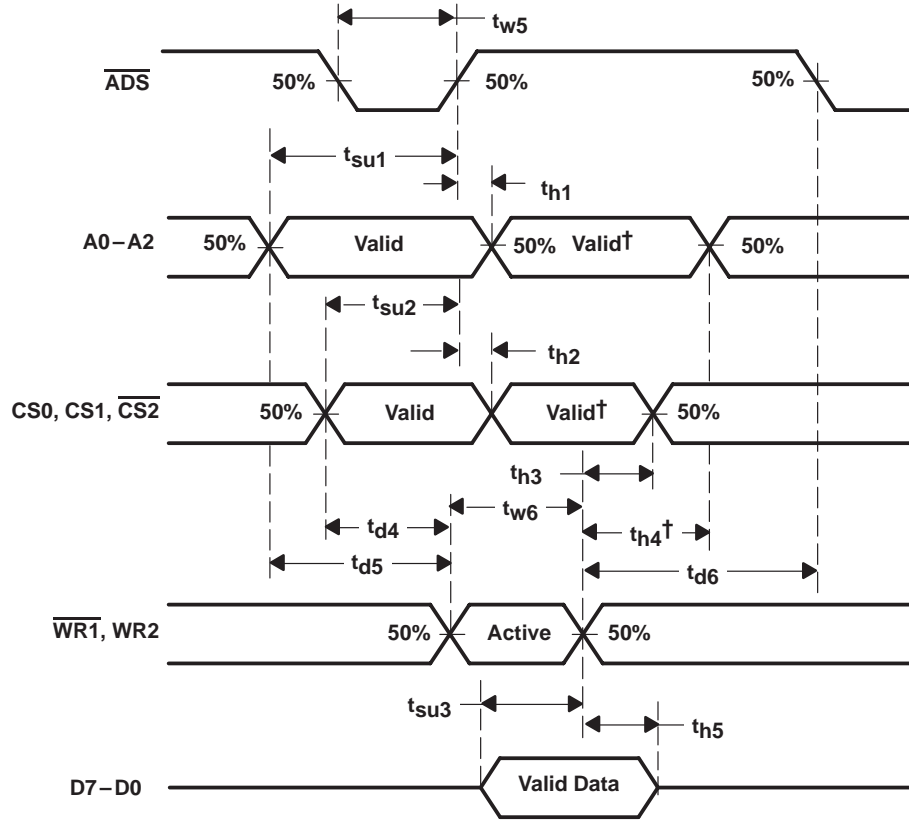 tw5
ADS 50% 50% 50%
tsu1
th1
A0–A2 50% Valid 50% Valid† 50%
tsu2
th2
CS0, CS1, CS2 50% Valid Valid† 50%
th3
tw6
td4 th4†
td5 td6
WR1, WR2 50% Active 50%
tsu3
th5
D7–D0 Valid Data